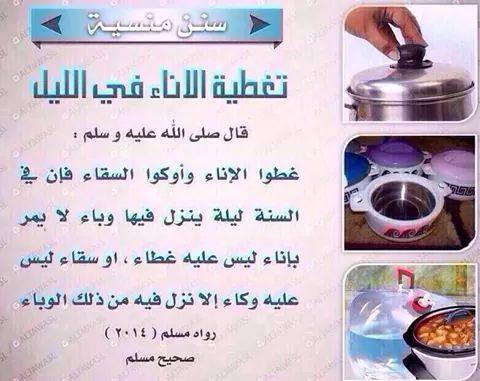 سنن منسية
تغطية الاناء في الليل
قال صلى الله عليه و سلم :
غطوا الإناء وأوكوا السقاء فإن في
السنة ليلة ينزل فيها وباء لا يمر
بإناء ليس عليه غطاء ، او سقاء ليس
عليه وكاء إلا نزل فيه من ذلك الوباء
رواه مسلم ( ٢٠١٤ )
صحيح مسلم